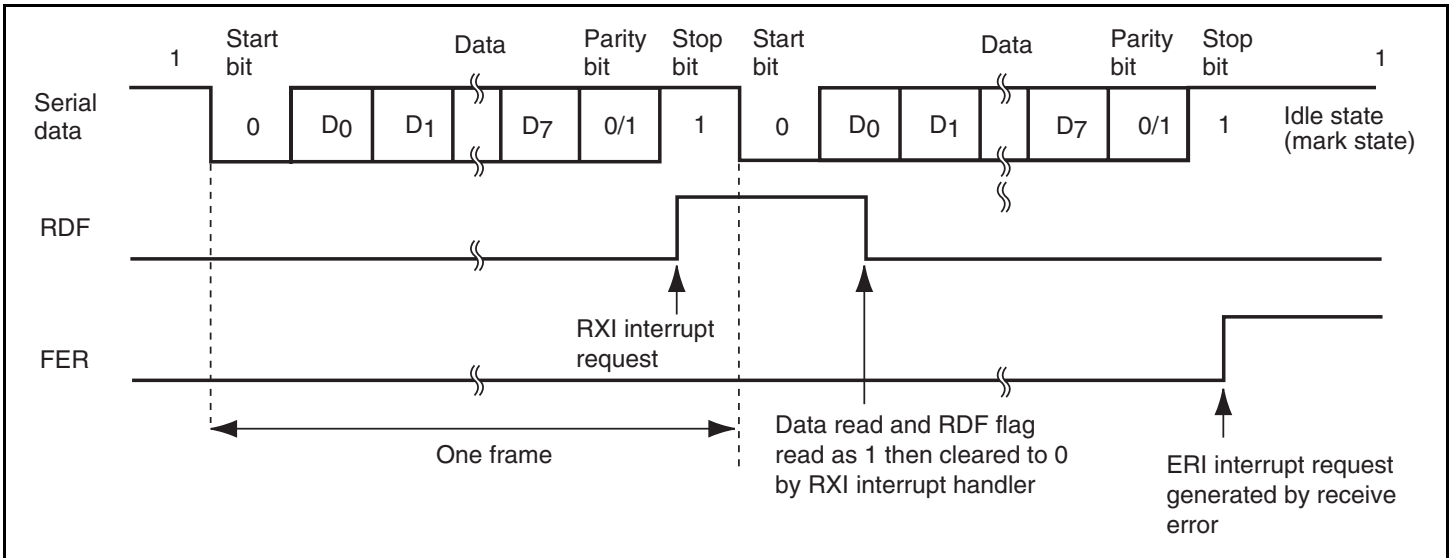 1 Start bit Data Parity bit Stop bit Start bit Data Parity bit Stop bit 1
Serial data
0 D0 D1 D7 0/1 1 0 D0 D1 D7 0/1 1 Idle state (mark state)
RDF
RXI interrupt
request
FER
One frame
Data read and RDF flag
read as 1 then cleared to 0
by RXI interrupt handler
ERI interrupt request
generated by receive
error